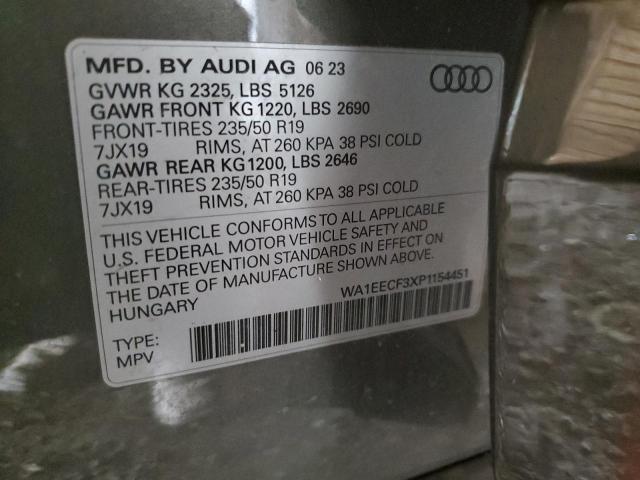 MFD. BY AUDI AG 06 23
GVWR KG 2325, LBS 5126
GAWR FRONT KG 1220, LBS 2690
FRONT-TIRES 235/50 R19
7JX19 RIMS, AT 260 KPA 38 PSI COLD
GAWR REAR KG1200, LBS 2646
REAR-TIRES 235/50 R19
7JX19 RIMS, AT 260 KPA 38 PSI COLD
THIS VEHICLE CONFORMS TO ALL APPLICABLE
U.S. FEDERAL MOTOR VEHICLE SAFETY AND
THEFT PREVENTION STANDARDS IN EFFECT ON
THE DATE OF MANUFACTURE SHOWN ABOVE.
HUNGARY
WA1EECF3XP1154451
TYPE:
MPV